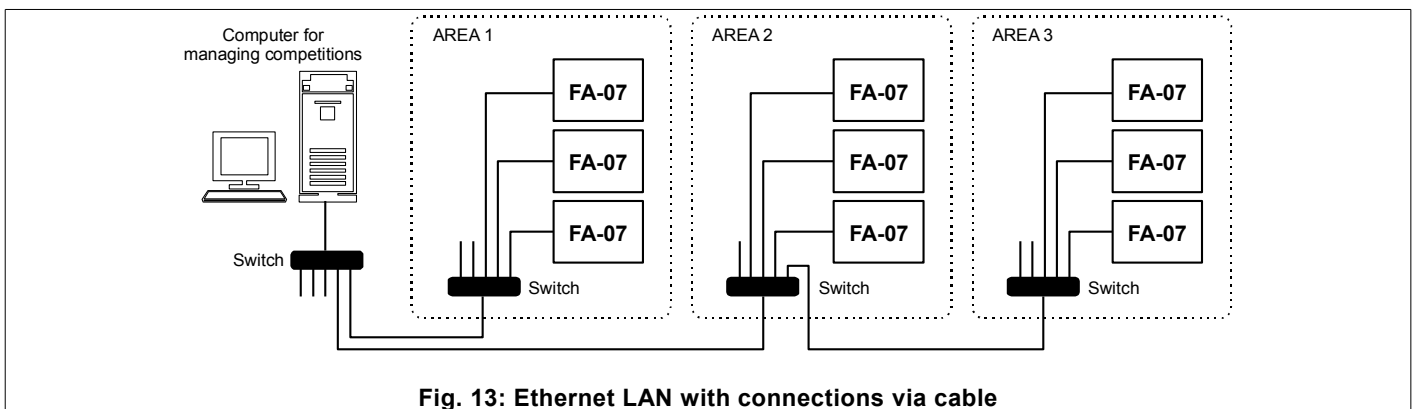 Computer for
managing competitions
Switch
AREA 1
FA-07
FA-07
FA-07
Switch
AREA 2
FA-07
FA-07
FA-07
Switch
AREA 3
FA-07
FA-07
FA-07
Switch
Fig. 13: Ethernet LAN with connections via cable